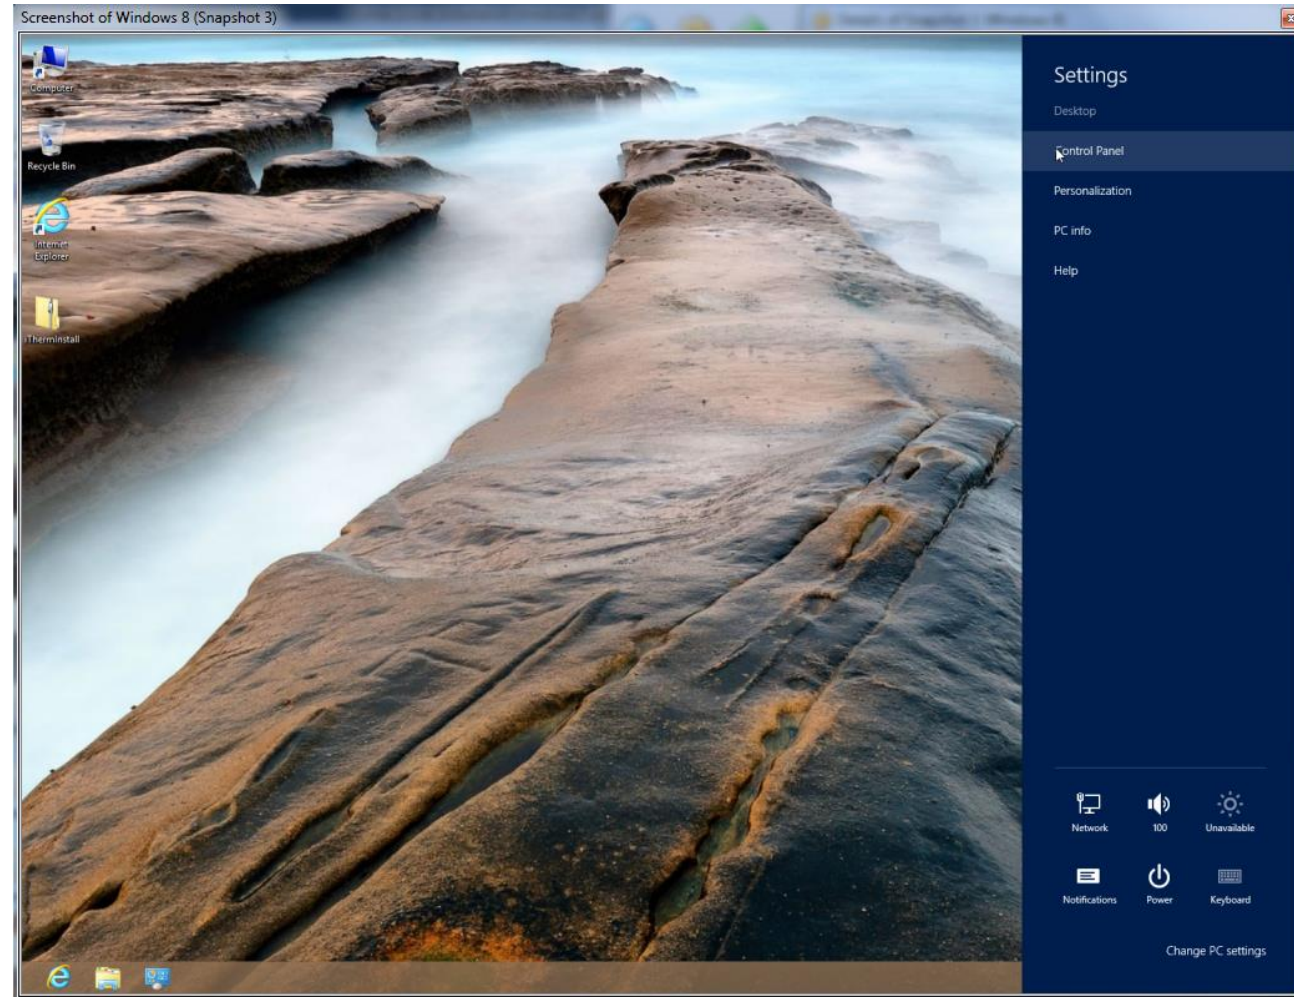 Screenshot of Windows 8 (Snapshot 3)
Computer
Recycle Bin
Internet
Explorer
iThermInstall
Settings
Desktop
Control Panel
Personalization
PC info
Help
Network
100
Unavailable
Notifications
Power
Keyboard
Change PC settings